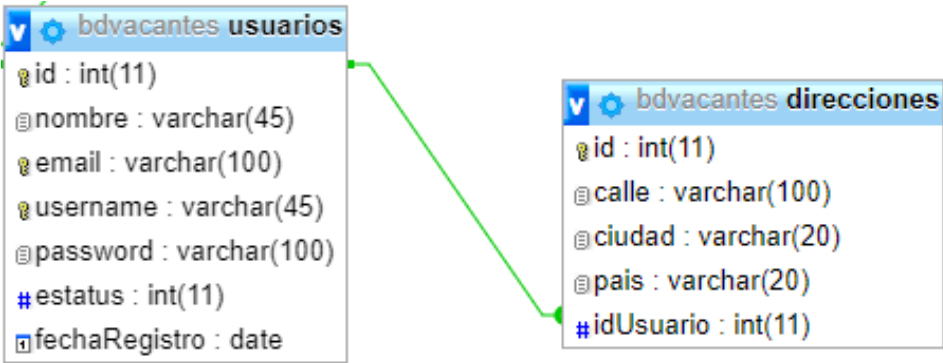 bdvacantes usuarios
id : int(11)
nombre : varchar(45)
email : varchar(100)
username : varchar(45)
password : varchar(100)
# estatus : int(11)
fechaRegistro : date
bdvacantes direcciones
id : int(11)
calle : varchar(100)
ciudad : varchar(20)
pais : varchar(20)
# idUsuario : int(11)